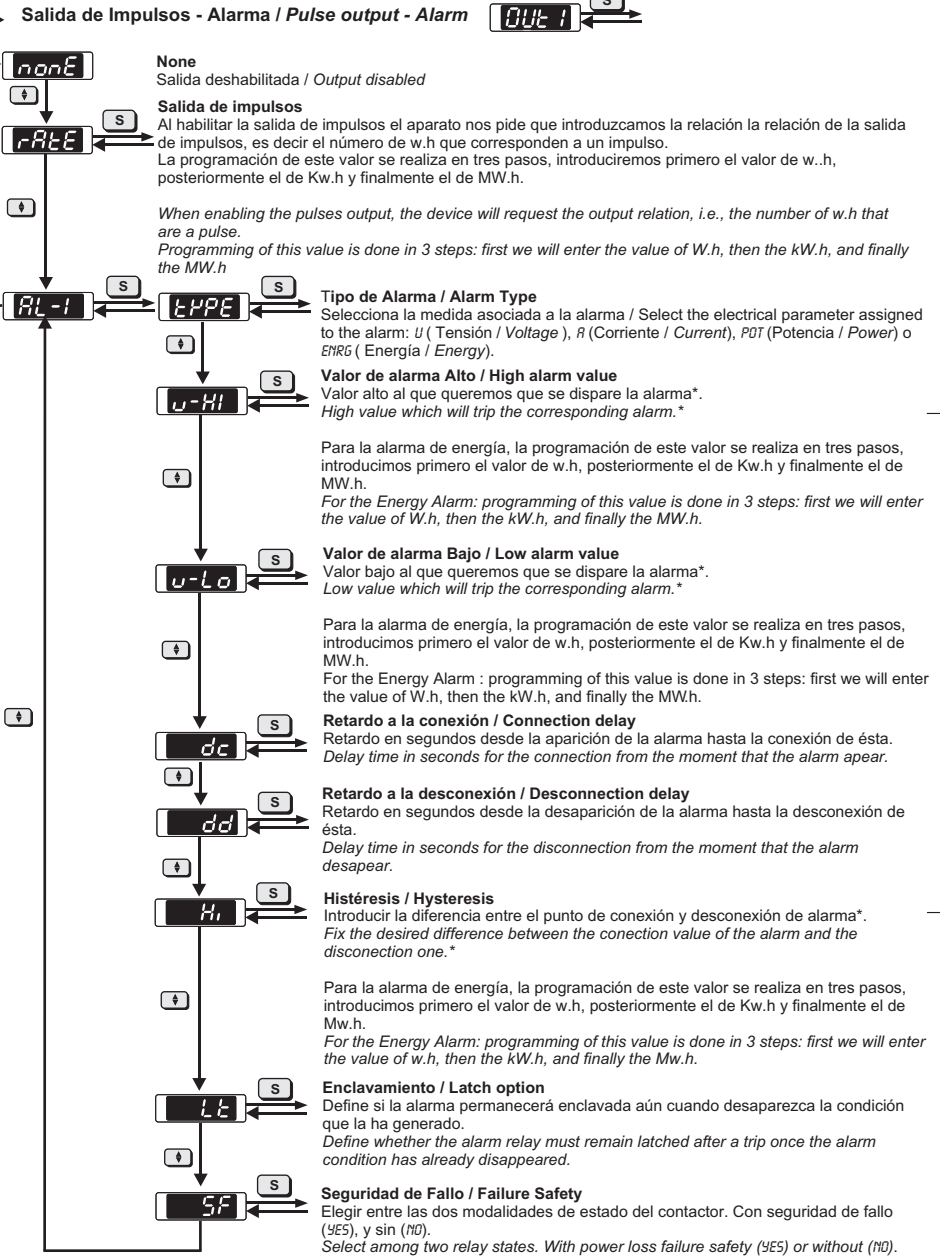 Salida de Impulsos - Alarma / Pulse output - Alarm
OUt 1
S
nonE
None
Salida deshabilitada / Output disabled
Salida de impulsos
rAtE
S
Al habilitar la salida de impulsos el aparato nos pide que introduzcamos la relación la relación de la salida
de impulsos, es decir el número de w.h que corresponden a un impulso.
La programación de este valor se realiza en tres pasos, introduciremos primero el valor de w..h,
posteriormente el de Kw.h y finalmente el de MW.h.
When enabling the pulses output, the device will request the output relation, i.e., the number of w.h that
are a pulse.
Programming of this value is done in 3 steps: first we will enter the value of W.h, then the kW.h, and finally
the MW.h
AL-1
S
tYPE
S
Tipo de Alarma / Alarm Type
Selecciona la medida asociada a la alarma / Select the electrical parameter assigned
to the alarm: U ( Tensión / Voltage ), A (Corriente / Current), POT (Potencia / Power) o
ENRG ( Energía / Energy).
v-HI
S
Valor de alarma Alto / High alarm value
Valor alto al que queremos que se dispare la alarma*.
High value which will trip the corresponding alarm.*
Para la alarma de energía, la programación de este valor se realiza en tres pasos,
introducimos primero el valor de w.h, posteriormente el de Kw.h y finalmente el de
MW.h.
For the Energy Alarm: programming of this value is done in 3 steps: first we will enter
the value of W.h, then the kW.h, and finally the MW.h.
v-Lo
S
Valor de alarma Bajo / Low alarm value
Valor bajo al que queremos que se dispare la alarma*.
Low value which will trip the corresponding alarm.*
Para la alarma de energía, la programación de este valor se realiza en tres pasos,
introducimos primero el valor de w.h, posteriormente el de Kw.h y finalmente el de
MW.h.
For the Energy Alarm : programming of this value is done in 3 steps: first we will enter
the value of W.h, then the kW.h, and finally the MW.h.
dc
S
Retardo a la conexión / Connection delay
Retardo en segundos desde la aparición de la alarma hasta la conexión de ésta.
Delay time in seconds for the connection from the moment that the alarm apear.
dd
S
Retardo a la desconexión / Desconnection delay
Retardo en segundos desde la desaparición de la alarma hasta la desconexión de
ésta.
Delay time in seconds for the disconnection from the moment that the alarm
desapear.
Hi
S
Histéresis / Hysteresis
Introducir la diferencia entre el punto de conexión y desconexión de alarma*.
Fix the desired difference between the conection value of the alarm and the
disconection one.*
Para la alarma de energía, la programación de este valor se realiza en tres pasos,
introducimos primero el valor de w.h, posteriormente el de Kw.h y finalmente el de
Mw.h.
For the Energy Alarm: programming of this value is done in 3 steps: first we will enter
the value of w.h, then the kW.h, and finally the Mw.h.
Lt
S
Enclavamiento / Latch option
Define si la alarma permanecerá enclavada aún cuando desaparezca la condición
que la ha generado.
Define whether the alarm relay must remain latched after a trip once the alarm
condition has already disappeared.
SF
S
Seguridad de Fallo / Failure Safety
Elegir entre las dos modalidades de estado del contactor. Con seguridad de fallo
(YES), y sin (NO).
Select among two relay states. With power loss failure safety (YES) or without (NO).